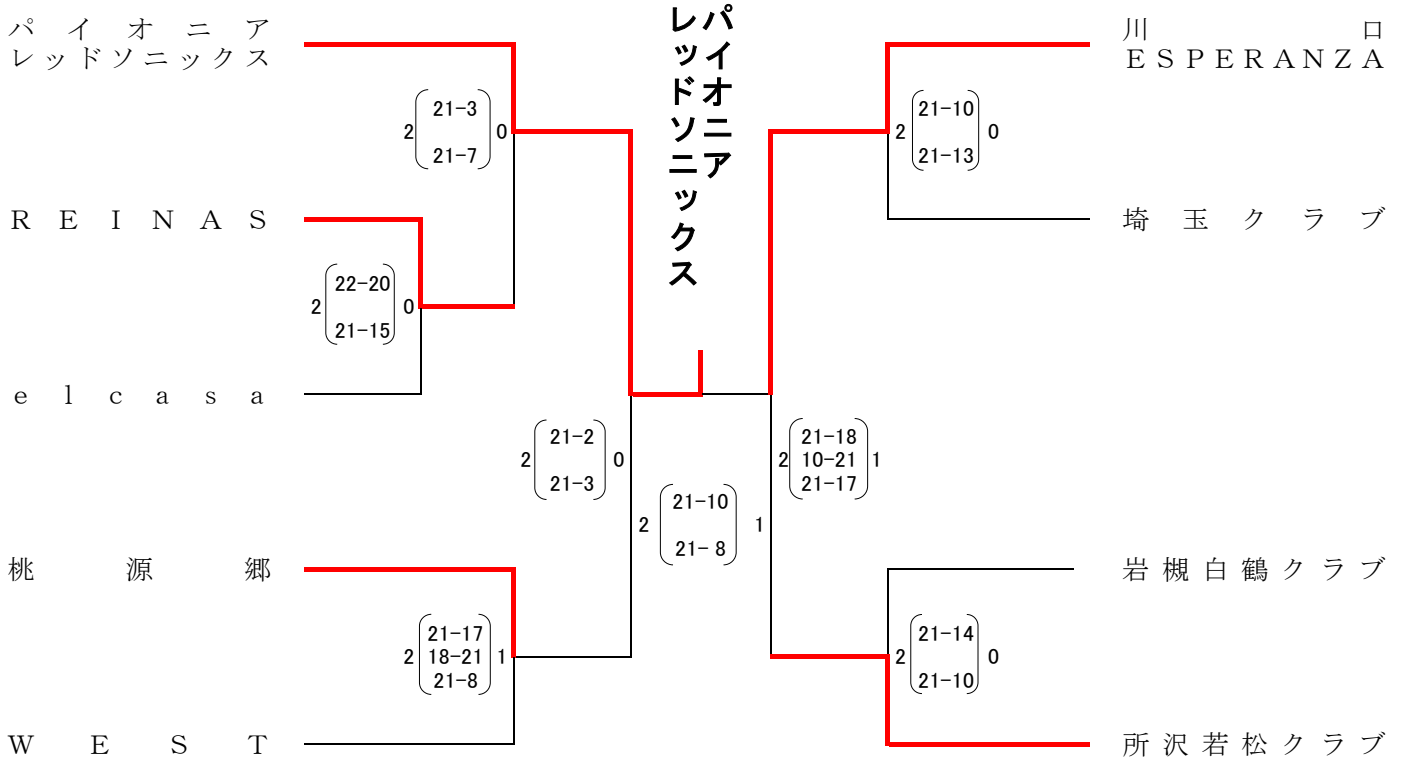 パイオニア
レッドソニックス
2 21-3 0
21-7
REINAS
2 22-20 0
21-15
elcasa
2 21-2 0
21-3
桃源郷
21-17
2 18-21 1
21-8
WEST
パイオニア
レッドソニックス
2 21-10 1
21- 8
川口
ESPERANZA
2 21-10 0
21-13
埼玉クラブ
21-18
2 10-21 1
21-17
岩槻白鶴クラブ
2 21-14 0
21-10
所沢若松クラブ